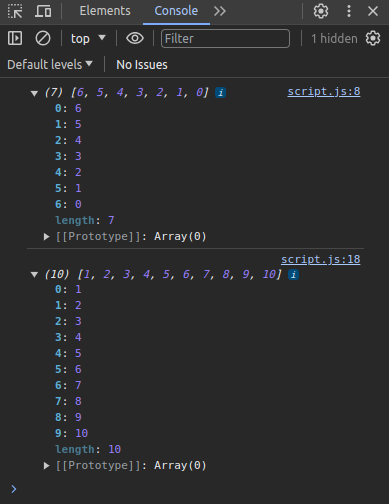 Elements Console »
top ▼ Filter 1 hidden
Default levels ▼ No Issues
script.js:8
▼ (7) [6, 5, 4, 3, 2, 1, 0] i
0: 6
1: 5
2: 4
3: 3
4: 2
5: 1
6: 0
length: 7
▶ [[Prototype]]: Array(0)
script.js:18
▼ (10) [1, 2, 3, 4, 5, 6, 7, 8, 9, 10] i
0: 1
1: 2
2: 3
3: 4
4: 5
5: 6
6: 7
7: 8
8: 9
9: 10
length: 10
▶ [[Prototype]]: Array(0)
>